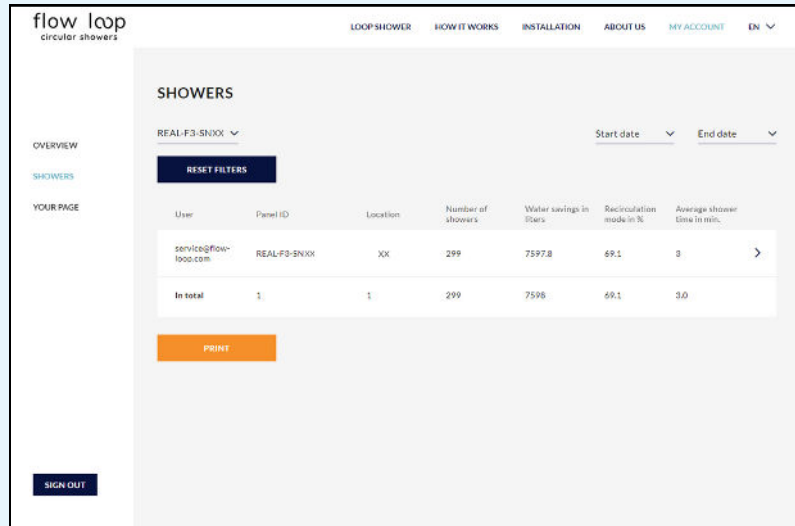 flow loop
circular showers
LOOP SHOWER HOW IT WORKS INSTALLATION ABOUT US MY ACCOUNT EN
SHOWERS
REAL-F3-SNXX Start date End date
OVERVIEW
RESET FILTERS
SHOWERS
YOUR PAGE
User Panel ID Location Number of showers Water savings in liters Recirculation mode in % Average shower time in min.
service@flow-loop.com REAL-F3-SNXX XX 299 7597.8 69.1 3
In total 1 1 299 7598 69.1 3.0
PRINT
SIGN OUT